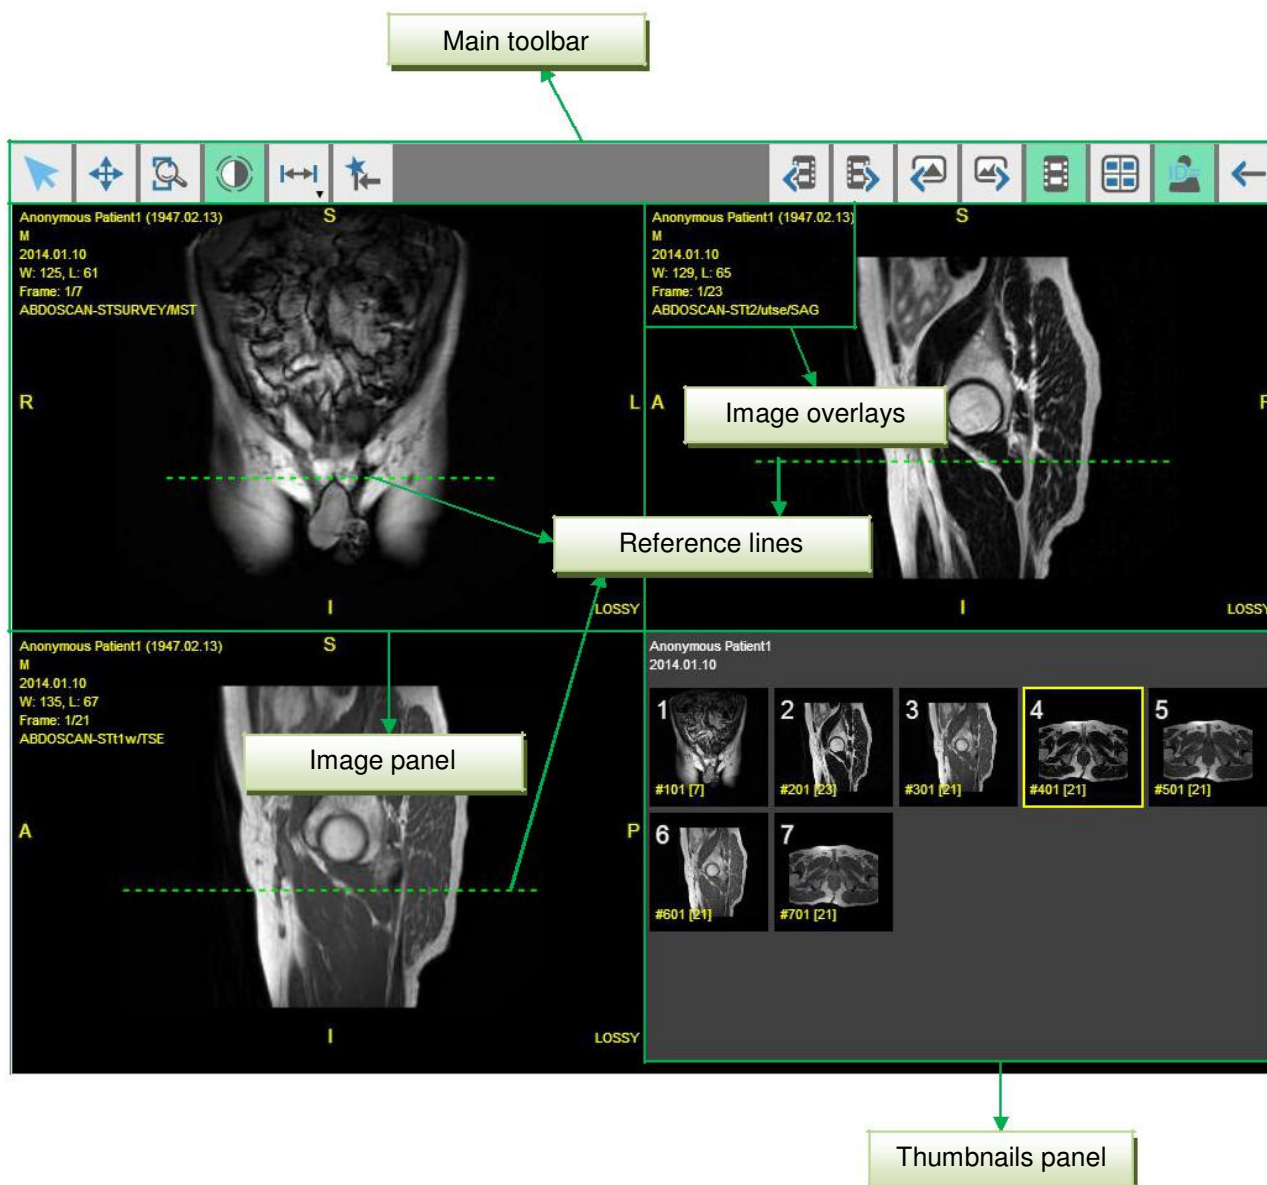 Main toolbar
ID=
Anonymous Patient1 (1947.02.13)
M
2014.01.10
W: 125, L: 61
Frame: 1/7
ABDOSCAN-STSURVEY/MST
S
R
L
I
LOSSY
Anonymous Patient1 (1947.02.13)
M
2014.01.10
W: 129, L: 65
Frame: 1/23
ABDOSCAN-STt2/utse/SAG
S
A
P
Image overlays
Reference lines
I
LOSSY
Anonymous Patient1 (1947.02.13)
M
2014.01.10
W: 135, L: 67
Frame: 1/21
ABDOSCAN-STt1w/TSE
S
Image panel
A
P
I
LOSSY
Anonymous Patient1
2014.01.10
1
#101 [7]
2
#201 [23]
3
#301 [21]
4
#401 [21]
5
#501 [21]
6
#601 [21]
7
#701 [21]
Thumbnails panel